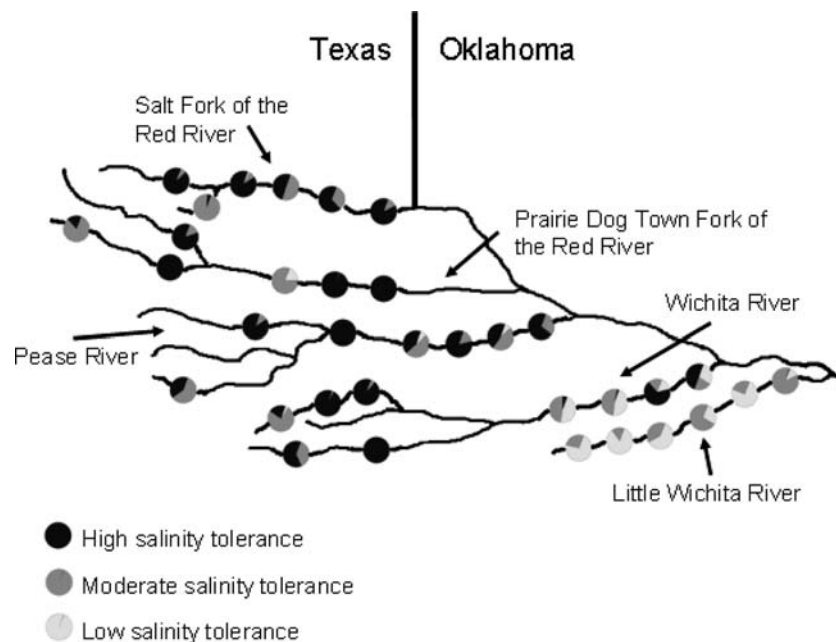 Texas
Oklahoma
Salt Fork of the
Red River
Prairie Dog Town Fork of
the Red River
Wichita River
Pease River
Little Wichita River
High salinity tolerance
Moderate salinity tolerance
Low salinity tolerance